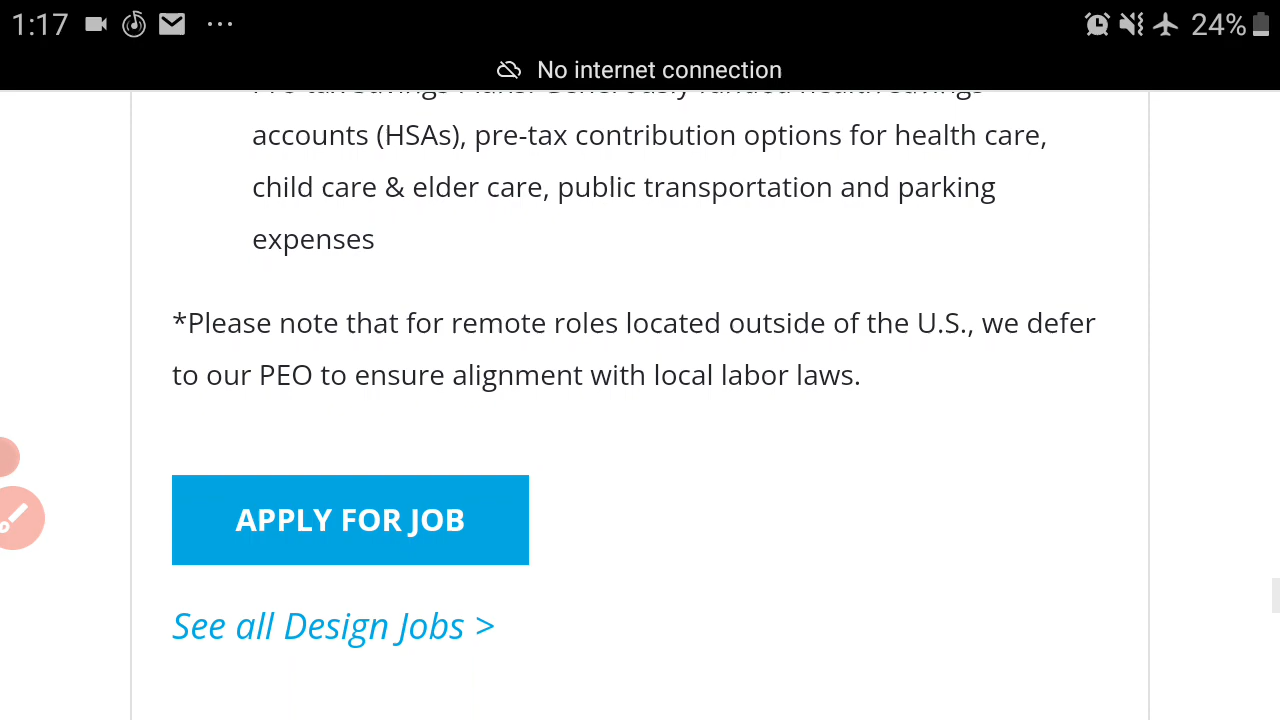 1:17 ... 24%
No internet connection
accounts (HSAs), pre-tax contribution options for health care,
child care & elder care, public transportation and parking
expenses
*Please note that for remote roles located outside of the U.S., we defer
to our PEO to ensure alignment with local labor laws.
APPLY FOR JOB
See all Design Jobs >